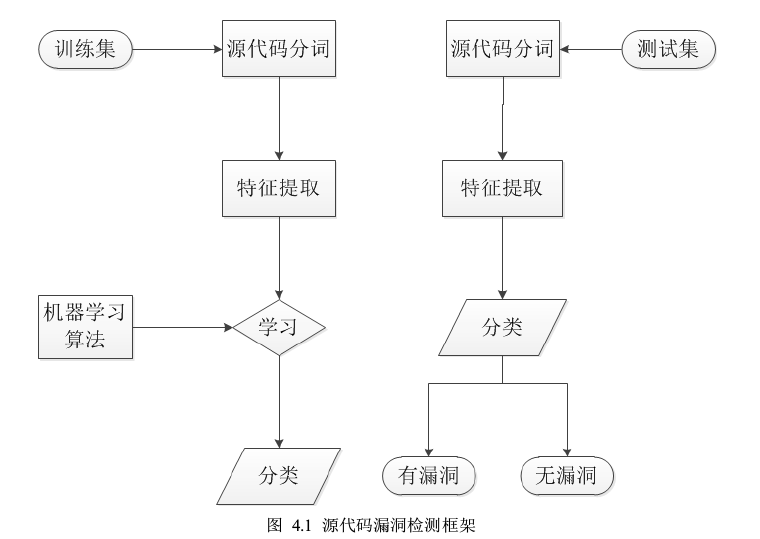 训练集
源代码分词
源代码分词
测试集
特征提取
特征提取
机器学习
算法
学习
分类
分类
有漏洞
无漏洞
图 4.1 源代码漏洞检测框架